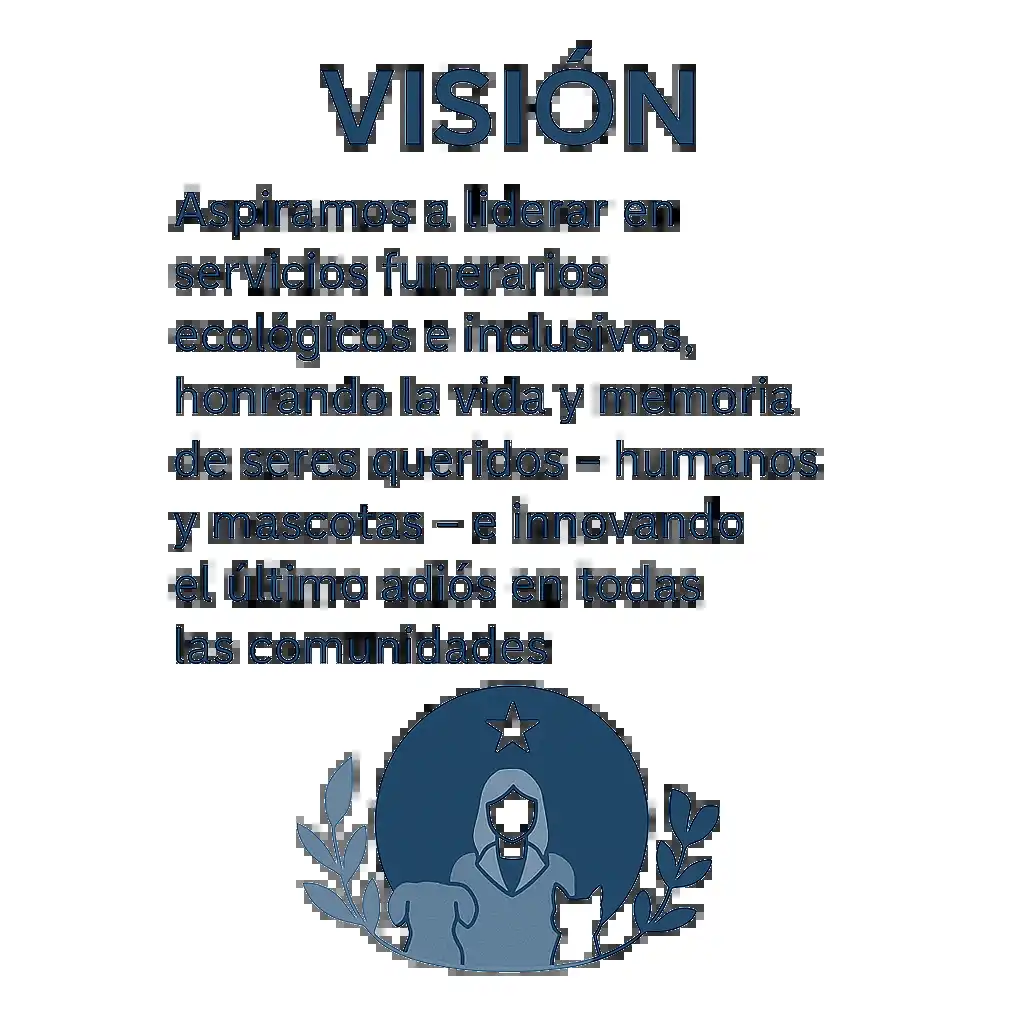 VISIÓN
Aspiramos a liderar en
servicios funerarios
ecológicos e inclusivos,
honrando la vida y memoria
de seres queridos – humanos
y mascotas – e innovando
el último adiós en todas
las comunidades